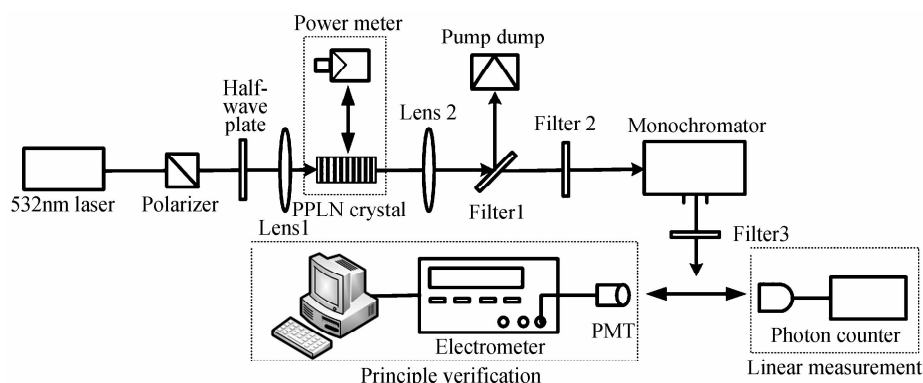 Power meter
Pump dump
Half-
wave
plate
Lens 2
Filter 2
Monochromator
532nm laser
Polarizer
Lens1
PPLN crystal
Filter1
Filter3
Electrometer
PMT
Photon counter
Principle verification
Linear measurement